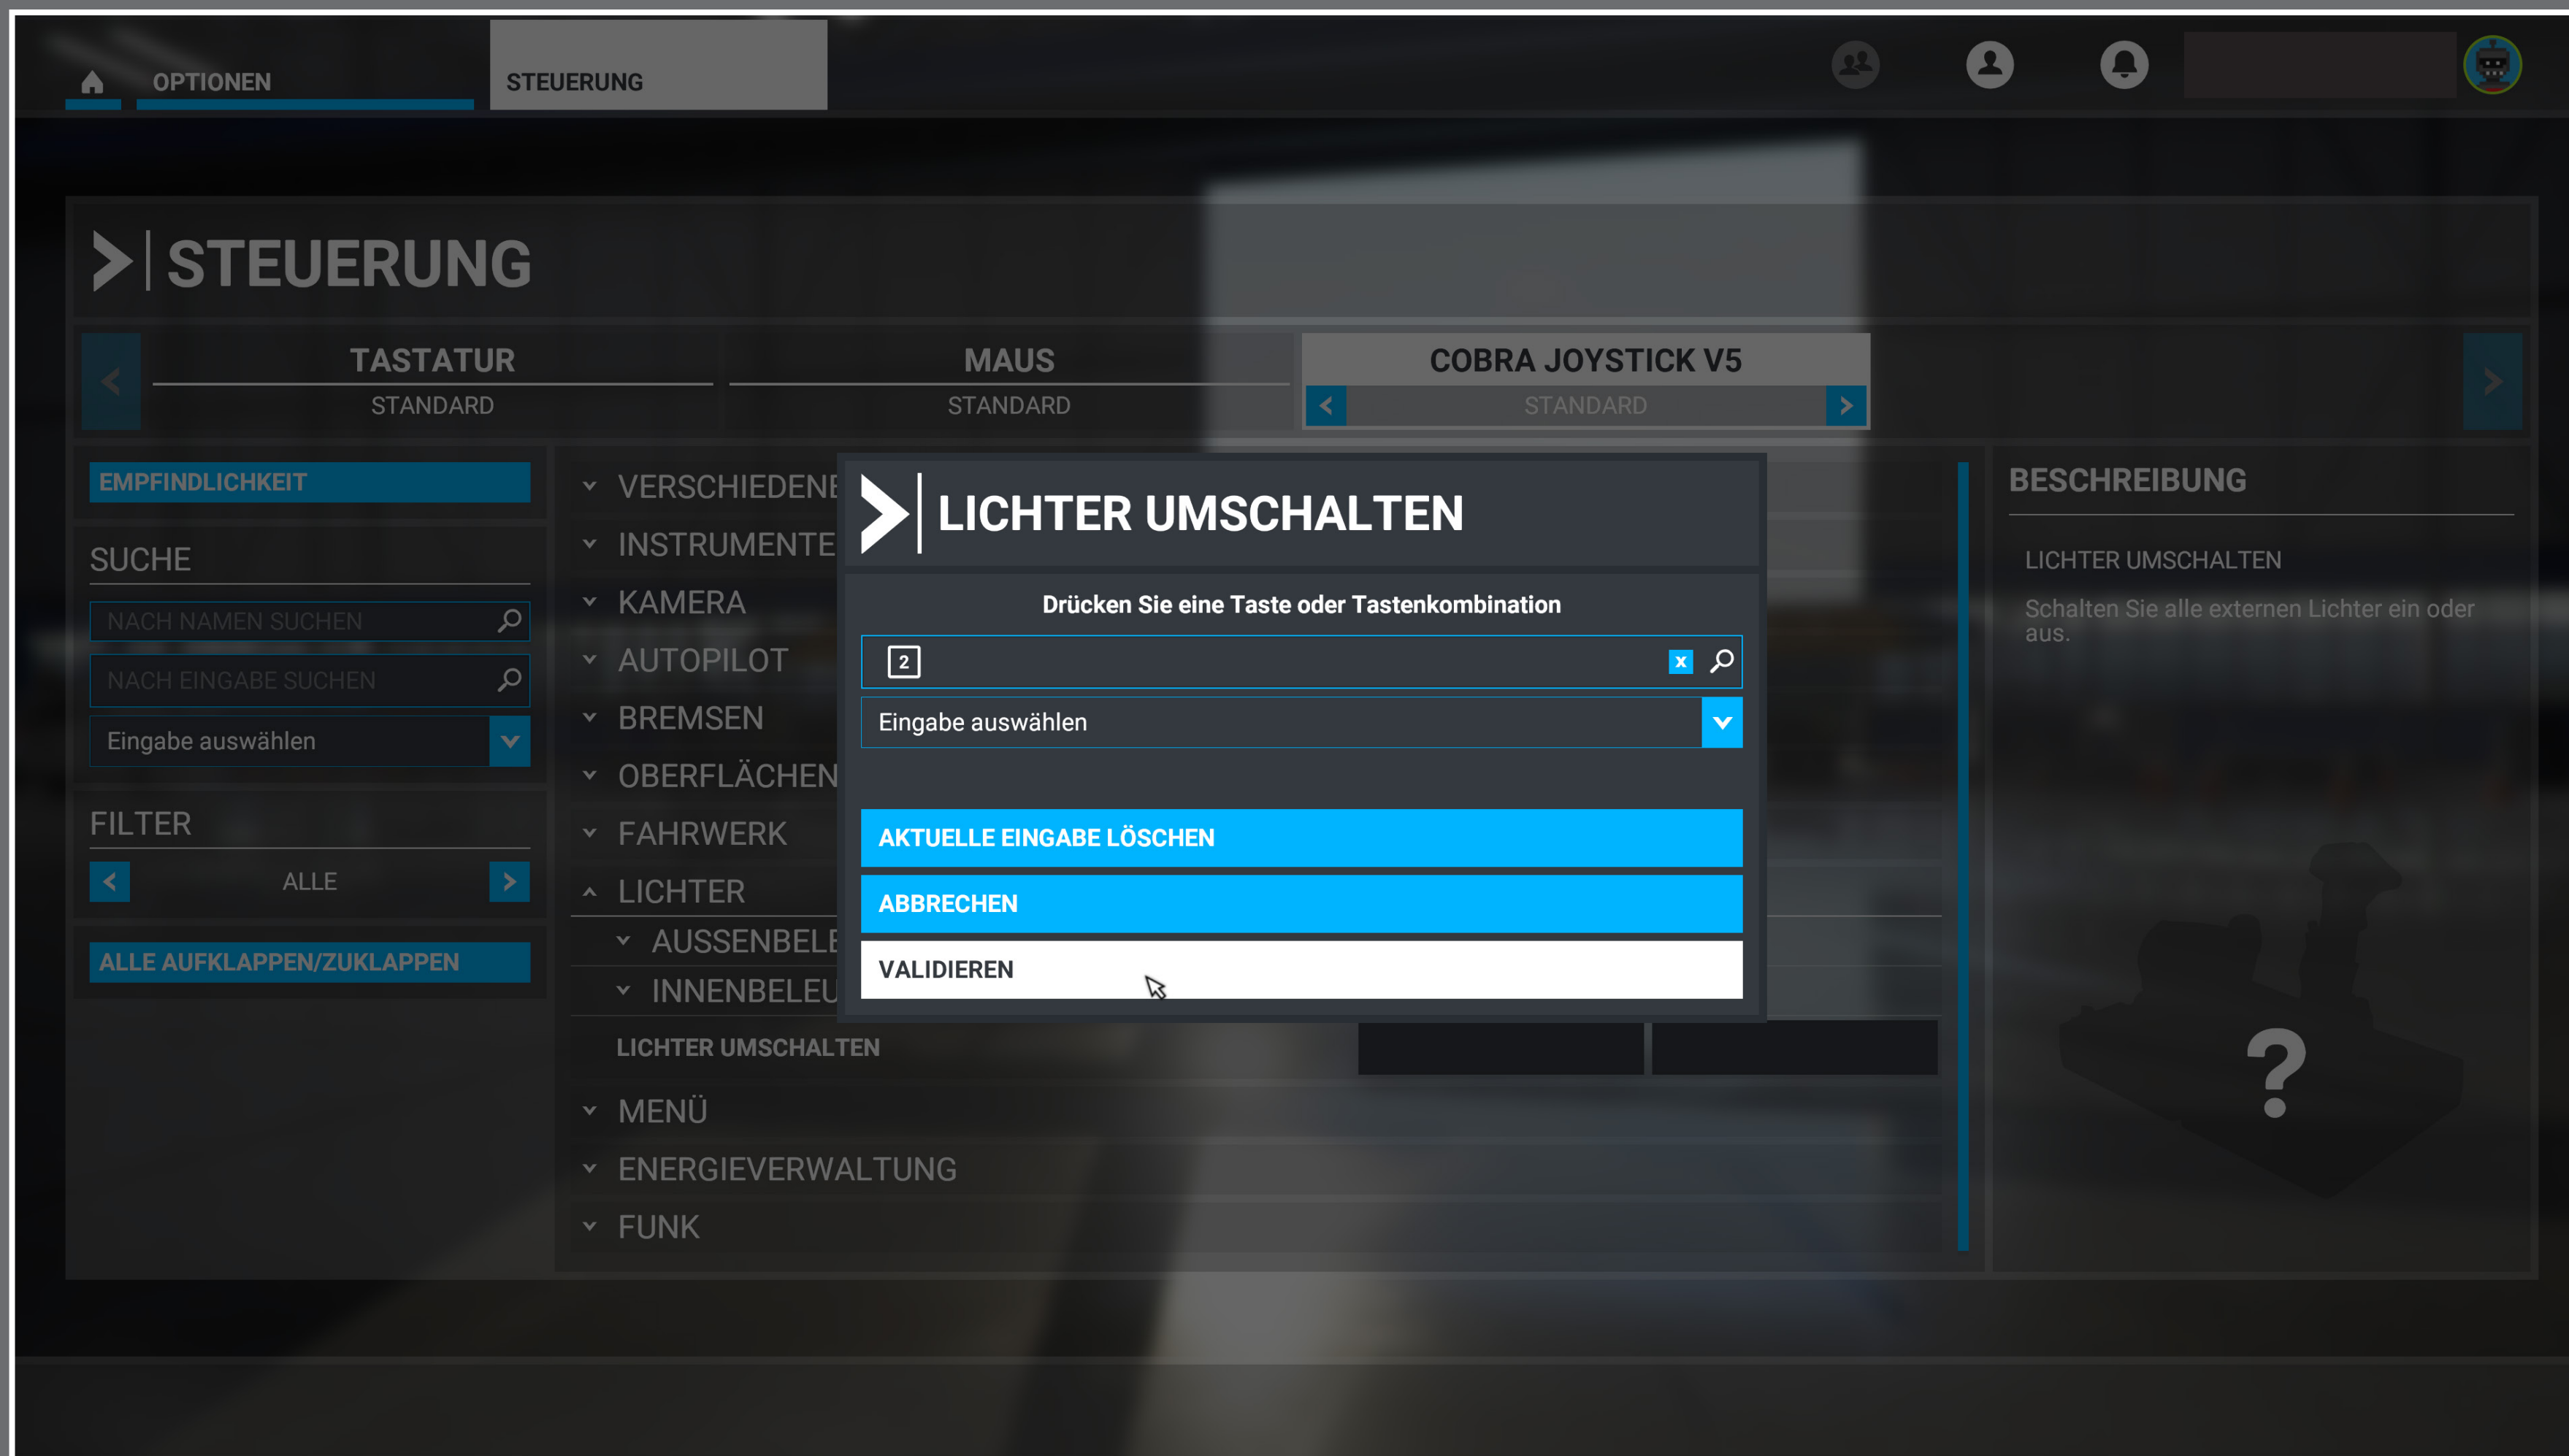 OPTIONEN
STEUERUNG
STEUERUNG
TASTATUR
STANDARD
MAUS
STANDARD
COBRA JOYSTICK V5
STANDARD
EMPFINDLICHKEIT
SUCHE
NACH NAMEN SUCHEN
NACH EINGABE SUCHEN
Eingabe auswählen
FILTER
ALLE
ALLE AUFKLAPPEN/ZUKLAPPEN
VERSCHIEDENE
INSTRUMENTE
KAMERA
AUTOPILOT
BREMSEN
OBERFLÄCHEN
FAHRWERK
LICHTER
AUSSENBELE
INNENBELEU
LICHTER UMSCHALTEN
MENÜ
ENERGIEVERWALTUNG
FUNK
LICHTER UMSCHALTEN
Drücken Sie eine Taste oder Tastenkombination
2
x
Eingabe auswählen
AKTUELLE EINGABE LÖSCHEN
ABBRECHEN
VALIDIEREN
BESCHREIBUNG
LICHTER UMSCHALTEN
Schalten Sie alle externen Lichter ein oder
aus.
?